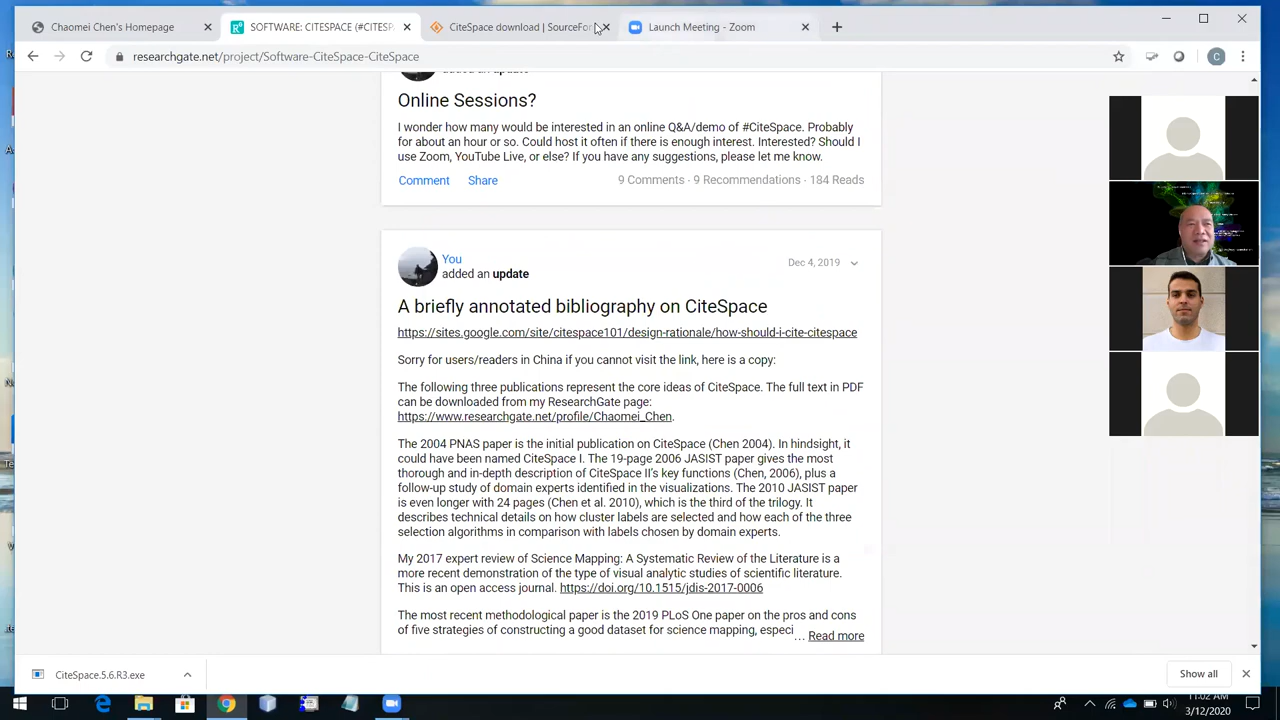 Chaomei Chen's Homepage
SOFTWARE: CITESPACE (#CITESP
CiteSpace download | SourceFor
Launch Meeting - Zoom
researchgate.net/project/Software-CiteSpace-CiteSpace
C
added an update
Online Sessions?
I wonder how many would be interested in an online Q&A/demo of #CiteSpace. Probably
for about an hour or so. Could host it often if there is enough interest. Interested? Should I
use Zoom, YouTube Live, or else? If you have any suggestions, please let me know.
Comment Share 9 Comments · 9 Recommendations · 184 Reads
You
added an update
Dec 4, 2019
A briefly annotated bibliography on CiteSpace
https://sites.google.com/site/citespace101/design-rationale/how-should-i-cite-citespace
Sorry for users/readers in China if you cannot visit the link, here is a copy:
The following three publications represent the core ideas of CiteSpace. The full text in PDF
can be downloaded from my ResearchGate page:
https://www.researchgate.net/profile/Chaomei_Chen.
The 2004 PNAS paper is the initial publication on CiteSpace (Chen 2004). In hindsight, it
could have been named CiteSpace I. The 19-page 2006 JASIST paper gives the most
thorough and in-depth description of CiteSpace II's key functions (Chen, 2006), plus a
follow-up study of domain experts identified in the visualizations. The 2010 JASIST paper
is even longer with 24 pages (Chen et al. 2010), which is the third of the trilogy. It
describes technical details on how cluster labels are selected and how each of the three
selection algorithms in comparison with labels chosen by domain experts.
My 2017 expert review of Science Mapping: A Systematic Review of the Literature is a
more recent demonstration of the type of visual analytic studies of scientific literature.
This is an open access journal. https://doi.org/10.1515/jdis-2017-0006
The most recent methodological paper is the 2019 PLoS One paper on the pros and cons
of five strategies of constructing a good dataset for science mapping, especi ... Read more
CiteSpace.5.6.R3.exe
Show all
11:02 AM
3/12/2020